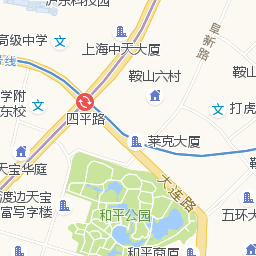 沪东科技园
高级中学
上海中天大厦
阜新路
线
鞍山六村
鞍山
学附
东校
打虎
四平路
莱克大厦
天宝华庭
大连路
渡边天宝
富写字楼
和平公园
五环大
和平商厦